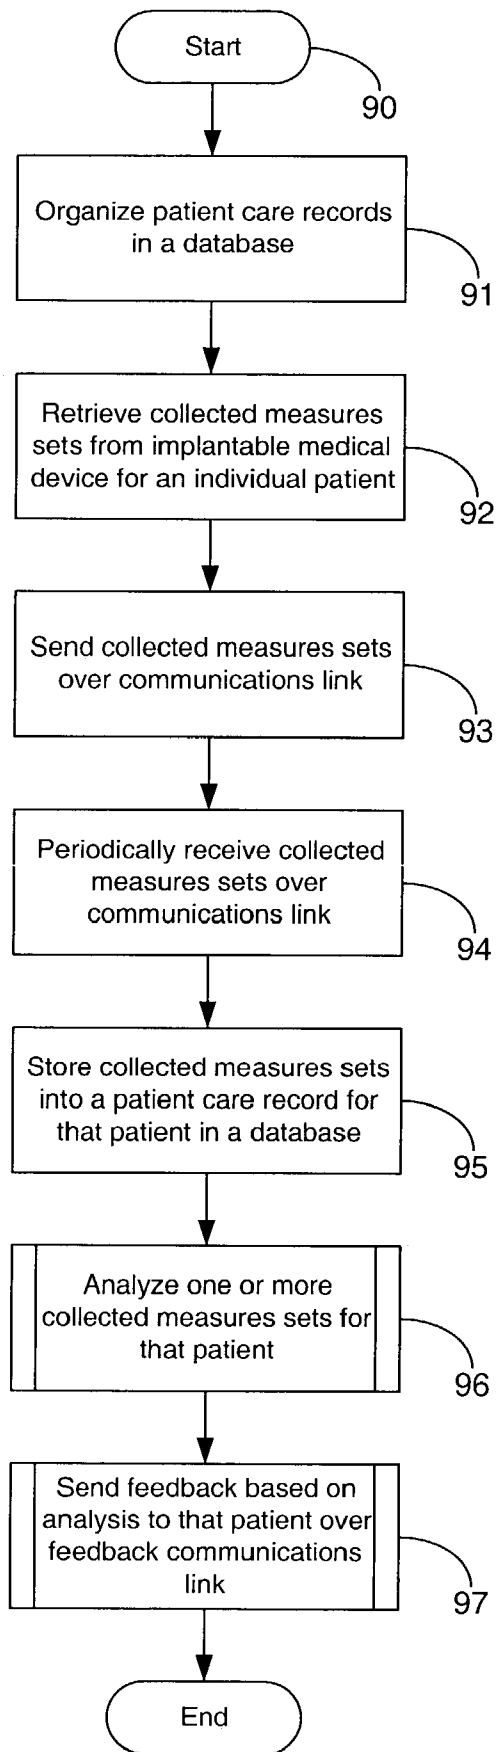 Start
90
Organize patient care records
in a database
91
Retrieve collected measures
sets from implantable medical
device for an individual patient
92
Send collected measures sets
over communications link
93
Periodically receive collected
measures sets over
communications link
94
Store collected measures sets
into a patient care record for
that patient in a database
95
Analyze one or more
collected measures sets for
that patient
96
Send feedback based on
analysis to that patient over
feedback communications
link
97
End